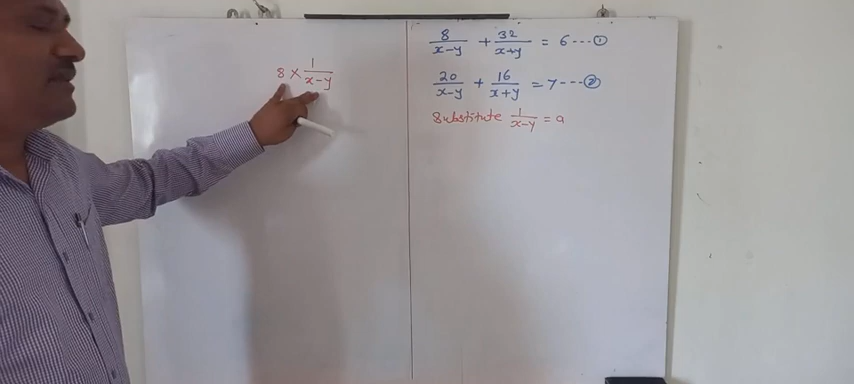 8 × 1/(x-y)
8/(x-y) + 32/(x+y) = 6 --- ①
20/(x-y) + 16/(x+y) = 7 --- ②
Substitute 1/(x-y) = a